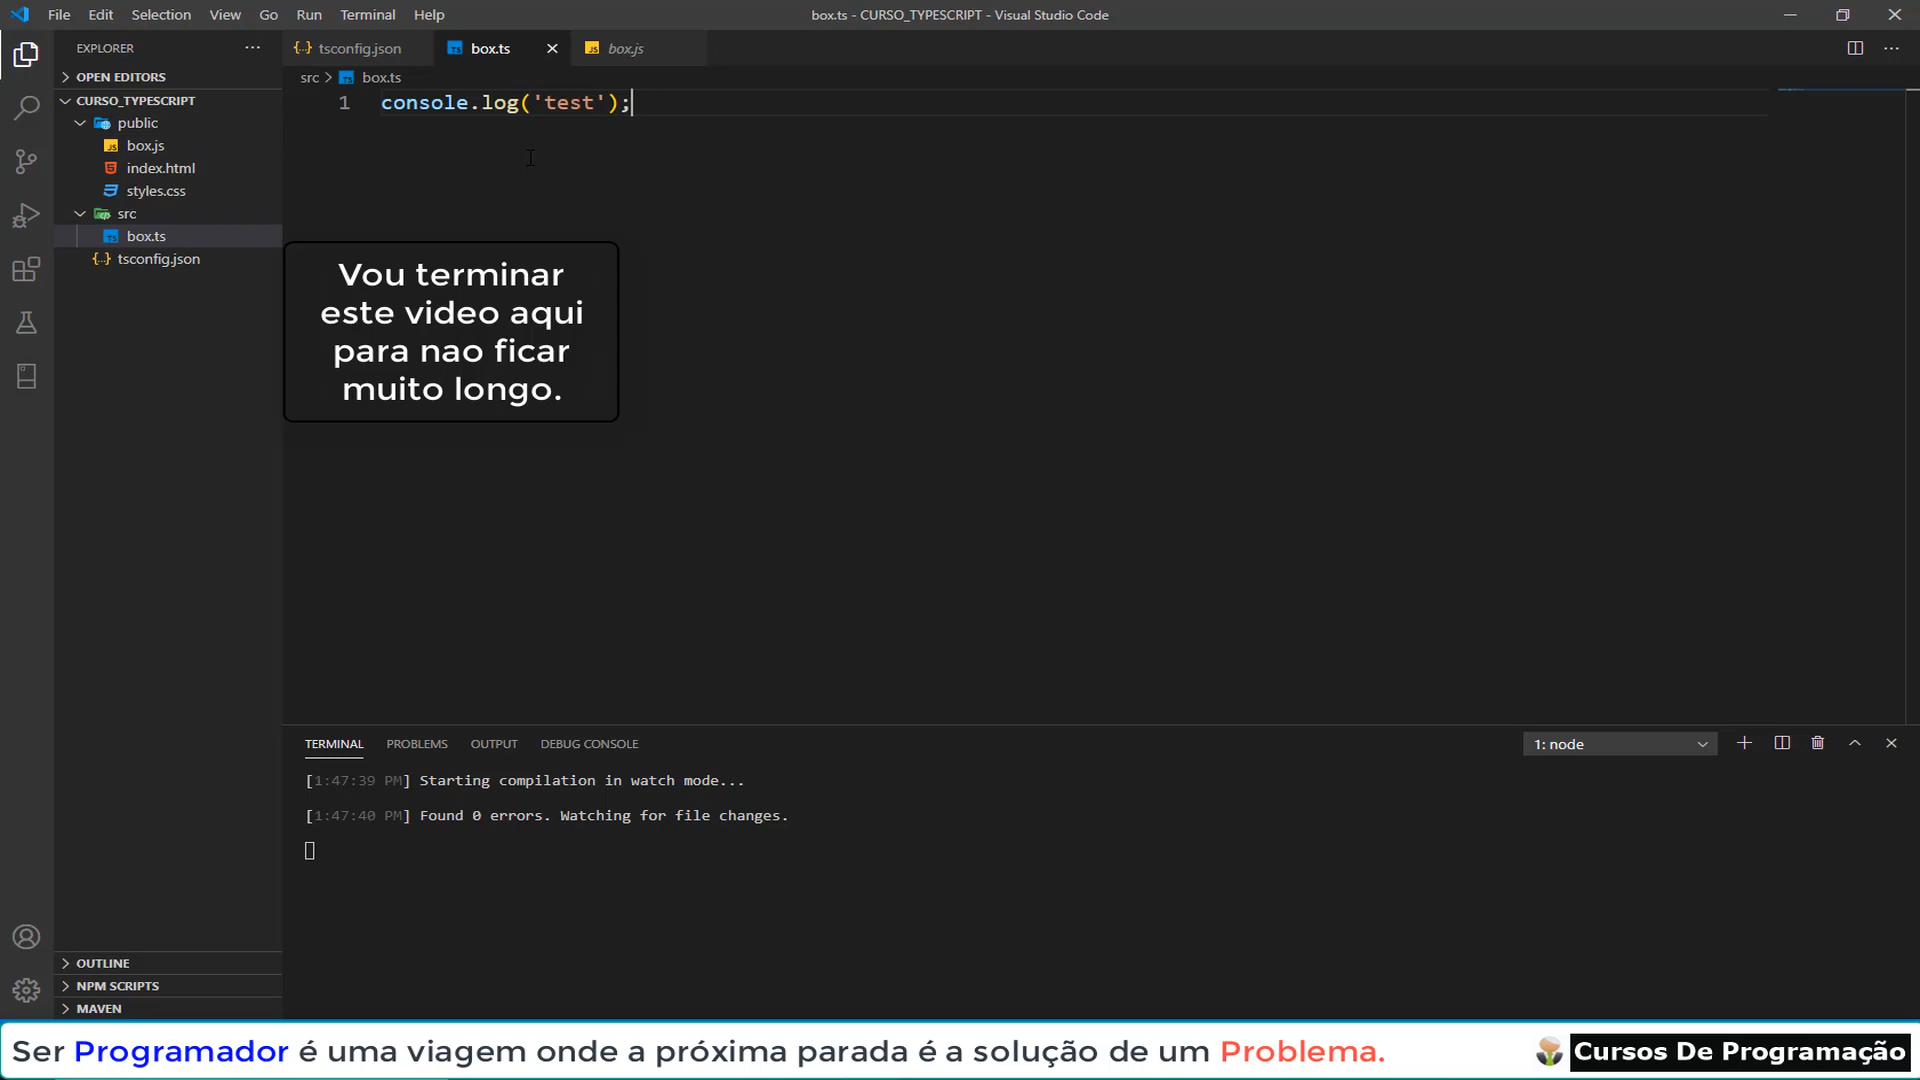 File Edit Selection View Go Run Terminal Help
box.ts - CURSO_TYPESCRIPT - Visual Studio Code
EXPLORER
OPEN EDITORS
CURSO_TYPESCRIPT
public
box.js
index.html
styles.css
src
box.ts
tsconfig.json
OUTLINE
NPM SCRIPTS
MAVEN
tsconfig.json box.ts box.js
src > box.ts
1 console.log('test');
Vou terminar
este video aqui
para nao ficar
muito longo.
TERMINAL PROBLEMS OUTPUT DEBUG CONSOLE
1: node
[1:47:39 PM] Starting compilation in watch mode...
[1:47:40 PM] Found 0 errors. Watching for file changes.
Ser Programador é uma viagem onde a próxima parada é a solução de um Problema.
Cursos De Programação